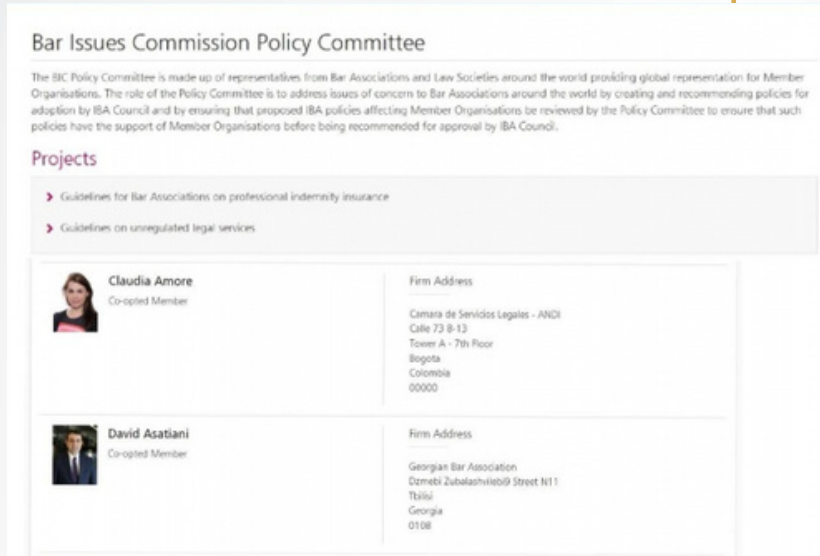 Bar Issues Commission Policy Committee
The BIC Policy Committee is made up of representatives from Bar Associations and Law Societies around the world providing global representation for Member
Organisations. The role of the Policy Committee is to address issues of concern to Bar Associations around the world by creating and recommending policies for
adoption by IBA Council and by ensuring that proposed IBA policies affecting Member Organisations be reviewed by the Policy Committee to ensure that such
policies have the support of Member Organisations before being recommended for approval by IBA Council.
Projects
Guidelines for Bar Associations on professional indemnity insurance
Guidelines on unregulated legal services
Claudia Amore
Co-opted Member
Firm Address
Camara de Servicios Legales - ANDI
Calle 73 8-13
Tower A - 7th Floor
Bogota
Colombia
00000
David Asatiani
Co-opted Member
Firm Address
Georgian Bar Association
Dzmebi Zubalashvilebi9 Street N11
Tbilisi
Georgia
0108